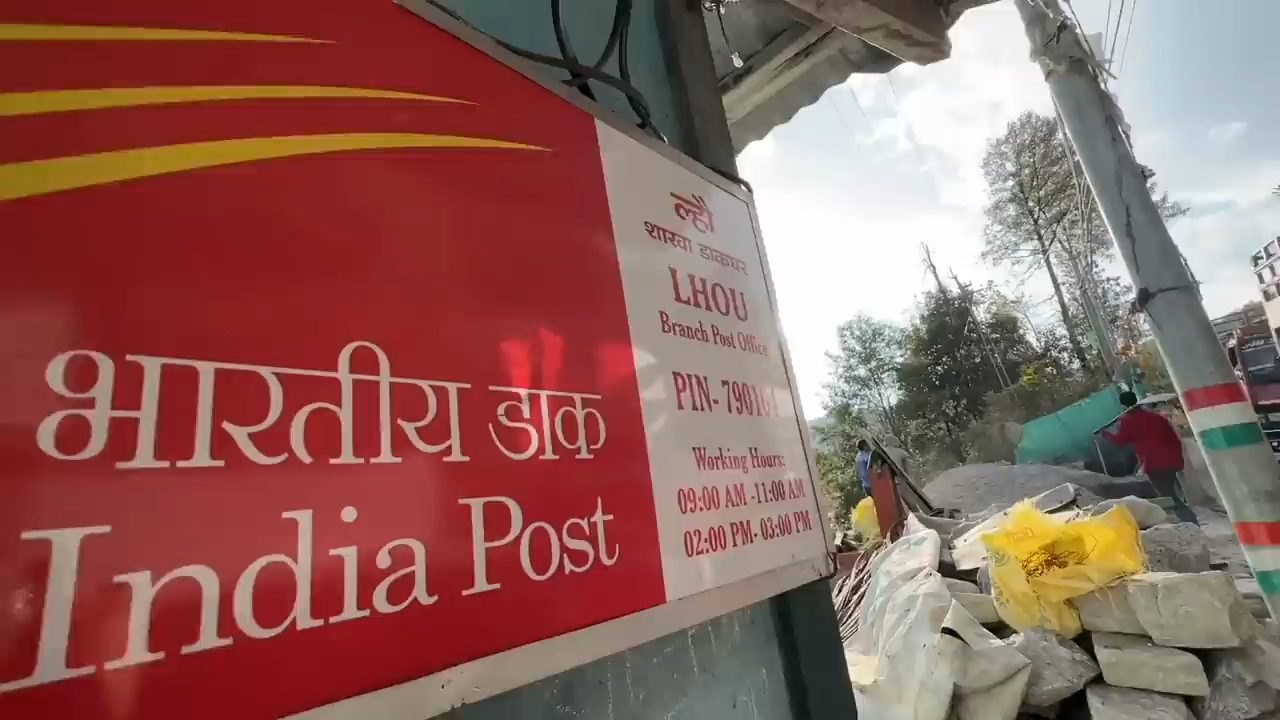 भारतीय डाक
India Post
ल्हौ
शाखा डाकघर
LHOU
Branch Post Office
PIN- 790104
Working Hours:
09:00 AM -11:00 AM
02:00 PM- 03:00 PM